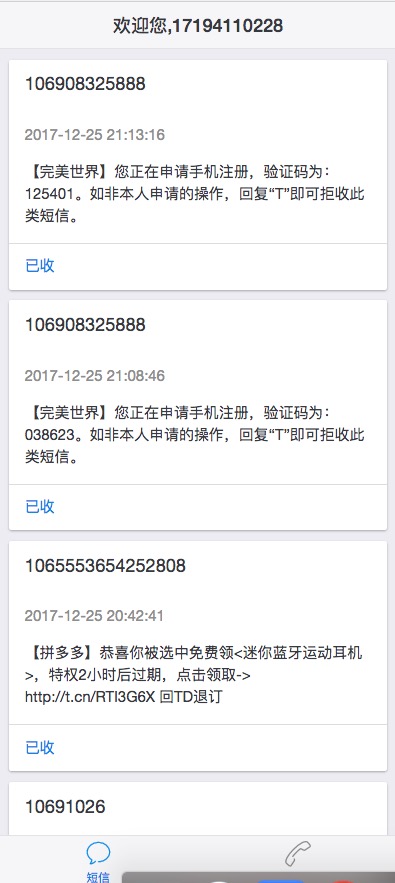 欢迎您,17194110228
106908325888
2017-12-25 21:13:16
【完美世界】您正在申请手机注册，验证码为：
125401。如非本人申请的操作，回复“T”即可拒收此
类短信。
已收
106908325888
2017-12-25 21:08:46
【完美世界】您正在申请手机注册，验证码为：
038623。如非本人申请的操作，回复“T”即可拒收此
类短信。
已收
1065553654252808
2017-12-25 20:42:41
【拼多多】恭喜你被选中免费领<迷你蓝牙运动耳机
>，特权2小时后过期，点击领取->
http://t.cn/RTl3G6X 回TD退订
已收
10691026
短信